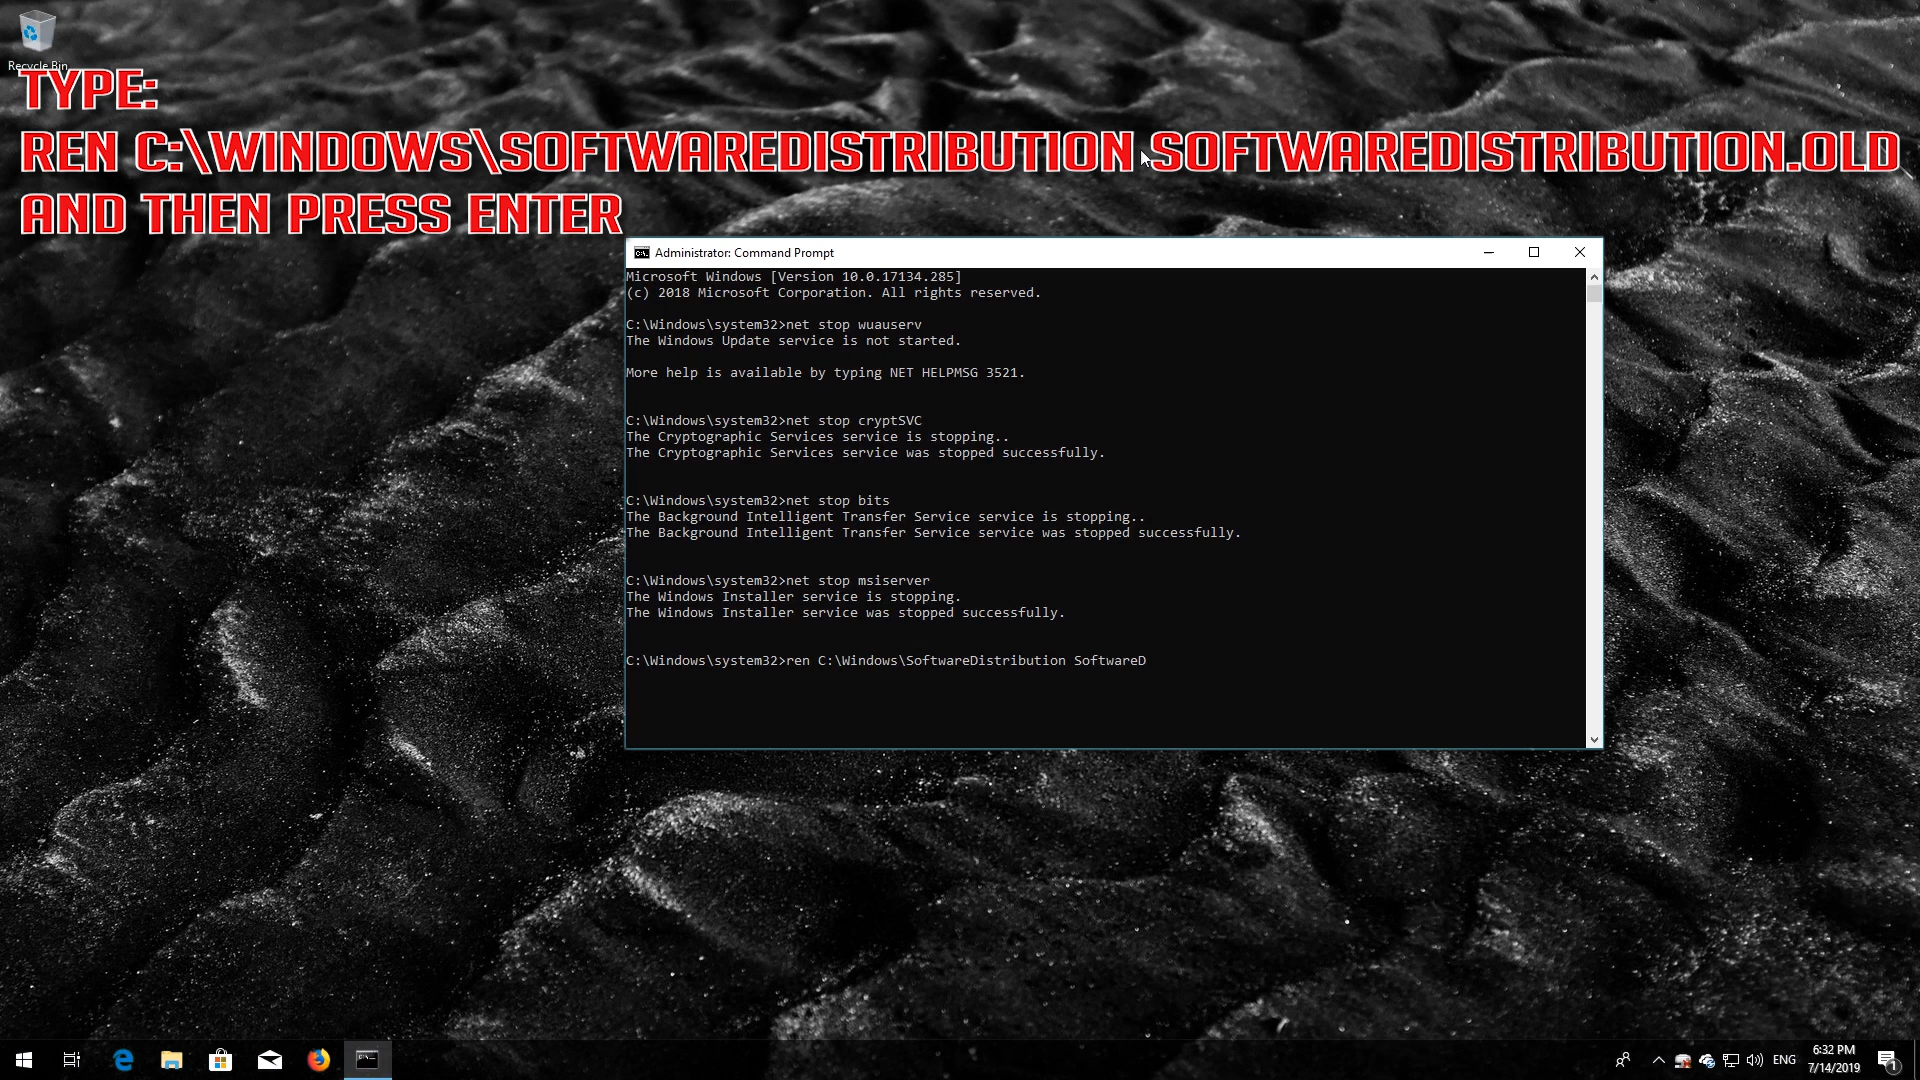 Recycle Bin
TYPE:
REN C:\WINDOWS\SOFTWAREDISTRIBUTION SOFTWAREDISTRIBUTION.OLD
AND THEN PRESS ENTER
Administrator: Command Prompt
Microsoft Windows [Version 10.0.17134.285]
(c) 2018 Microsoft Corporation. All rights reserved.
C:\Windows\system32>net stop wuauserv
The Windows Update service is not started.
More help is available by typing NET HELPMSG 3521.
C:\Windows\system32>net stop cryptSVC
The Cryptographic Services service is stopping..
The Cryptographic Services service was stopped successfully.
C:\Windows\system32>net stop bits
The Background Intelligent Transfer Service service is stopping..
The Background Intelligent Transfer Service service was stopped successfully.
C:\Windows\system32>net stop msiserver
The Windows Installer service is stopping.
The Windows Installer service was stopped successfully.
C:\Windows\system32>ren C:\Windows\SoftwareDistribution SoftwareD
ENG
6:32 PM
7/14/2019
1